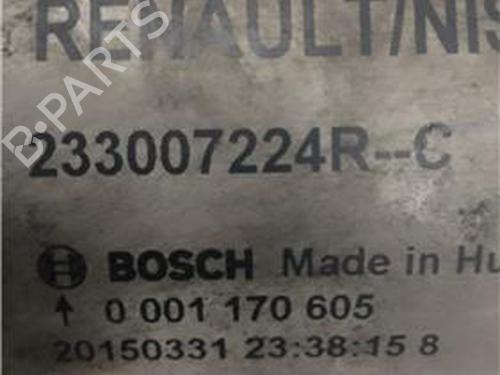 RENAULT/NIS
B-PARTS
233007224R--C
BOSCH Made in Hu
↑ 0 001 170 605
20150331 23:38:15 8